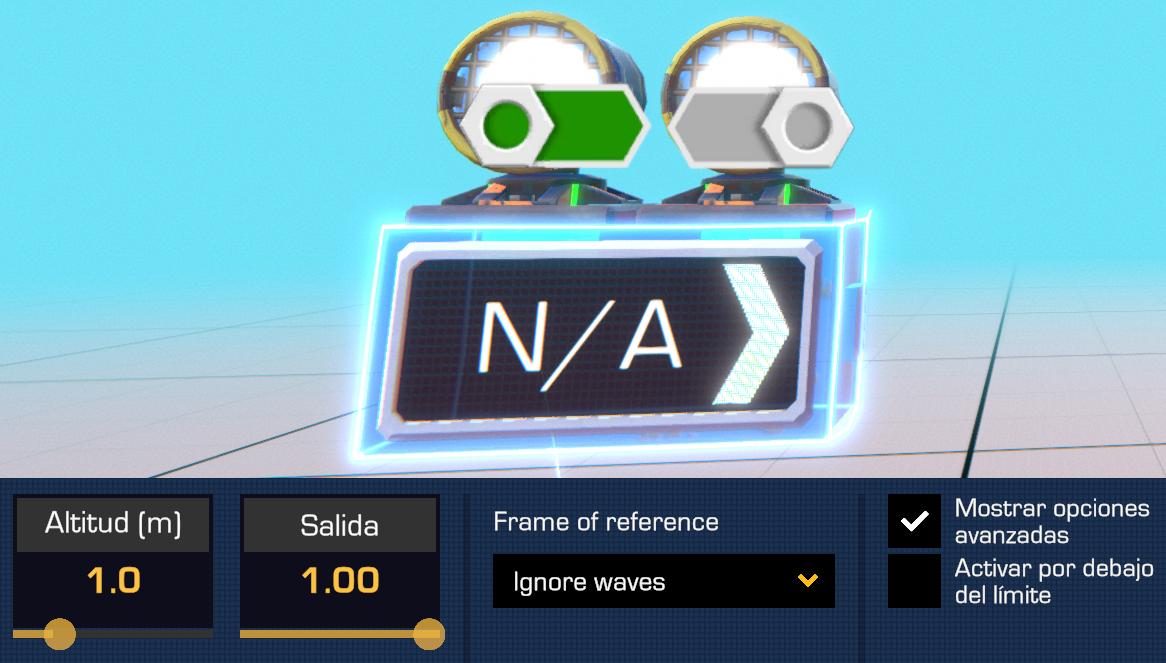 N/A
Altitud (m)
1.0
Salida
1.00
Frame of reference
Ignore waves
Mostrar opciones
avanzadas
Activar por debajo
del límite